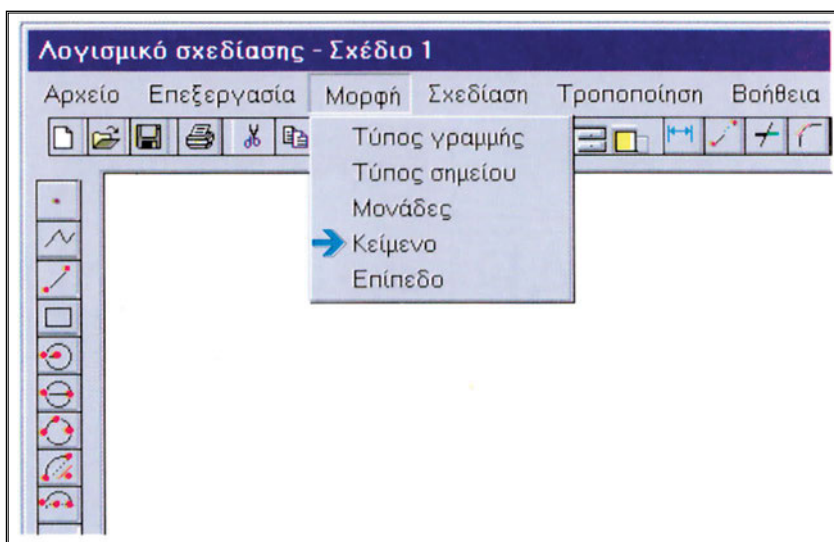 Λογισμικό σχεδίασης - Σχέδιο 1
Αρχείο Επεξεργασία Μορφή Σχεδίαση Τροποποίηση Βοήθεια
Τύπος γραμμής
Τύπος σημείου
Μονάδες
Κείμενο
Επίπεδο